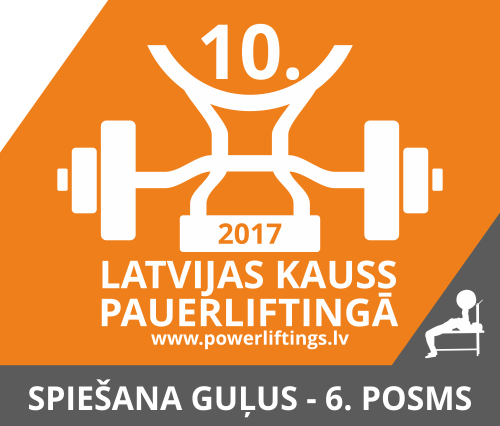 10.
2017
LATVIJAS KAUSS
PAUERLIFTINGĀ
www.powerliftings.lv
SPIEŠANA GUĻUS - 6. POSMS